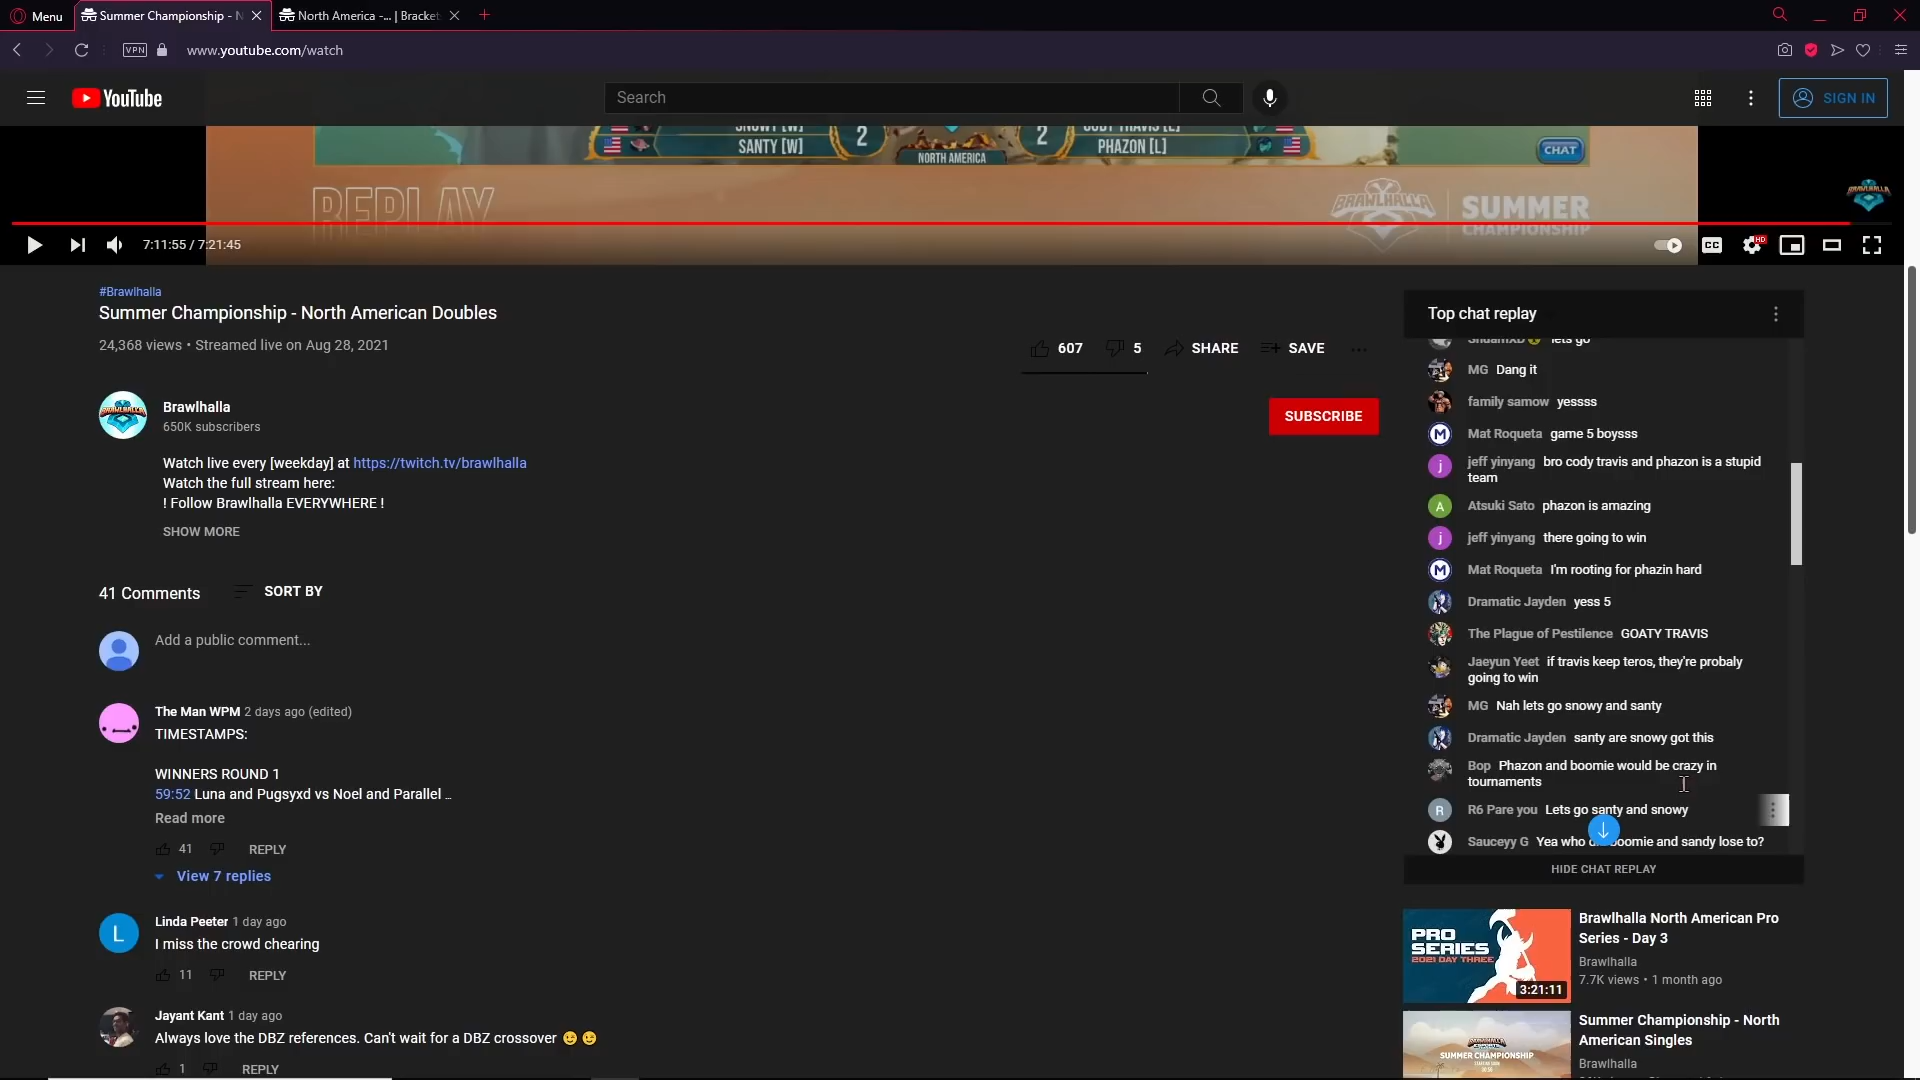 Menu
Summer Championship - N
North America -... | Bracket
VPN
www.youtube.com/watch
YouTube
Search
SIGN IN
SNOWY [W]
2
2
CODY TRAVIS [L]
SANTY [W]
PHAZON [L]
NORTH AMERICA
CHAT
REPLAY
BRAWLHALLA
SUMMER
CHAMPIONSHIP
BRAWLHALLA
7:11:55 / 7:21:45
CC
HD
#Brawlhalla
Summer Championship - North American Doubles
24,368 views • Streamed live on Aug 28, 2021
607
5
SHARE
SAVE
Brawlhalla
650K subscribers
SUBSCRIBE
Watch live every [weekday] at https://twitch.tv/brawlhalla
Watch the full stream here:
! Follow Brawlhalla EVERYWHERE !
SHOW MORE
41 Comments
SORT BY
Add a public comment...
The Man WPM 2 days ago (edited)
TIMESTAMPS:
WINNERS ROUND 1
59:52 Luna and Pugsyxd vs Noel and Parallel ...
Read more
41
REPLY
View 7 replies
L
Linda Peeter 1 day ago
I miss the crowd chearing
11
REPLY
Jayant Kant 1 day ago
Always love the DBZ references. Can't wait for a DBZ crossover 😉 😉
1
REPLY
Top chat replay
lets go
MG Dang it
family samow yessss
M Mat Roqueta game 5 boysss
j jeff yinyang bro cody travis and phazon is a stupid
team
A Atsuki Sato phazon is amazing
j jeff yinyang there going to win
M Mat Roqueta I'm rooting for phazin hard
Dramatic Jayden yess 5
The Plague of Pestilence GOATY TRAVIS
Jaeyun Yeet if travis keep teros, they're probaly
going to win
MG Nah lets go snowy and santy
Dramatic Jayden santy are snowy got this
Bop Phazon and boomie would be crazy in
tournaments
R R6 Pare you Lets go santy and snowy
Sauceyy G Yea who boomie and sandy lose to?
HIDE CHAT REPLAY
PRO
SERIES
2021 DAY THREE
3:21:11
Brawlhalla North American Pro
Series - Day 3
Brawlhalla
7.7K views • 1 month ago
BRAWLHALLA ESPORTS
SUMMER CHAMPIONSHIP
Summer Championship - North
American Singles
Brawlhalla